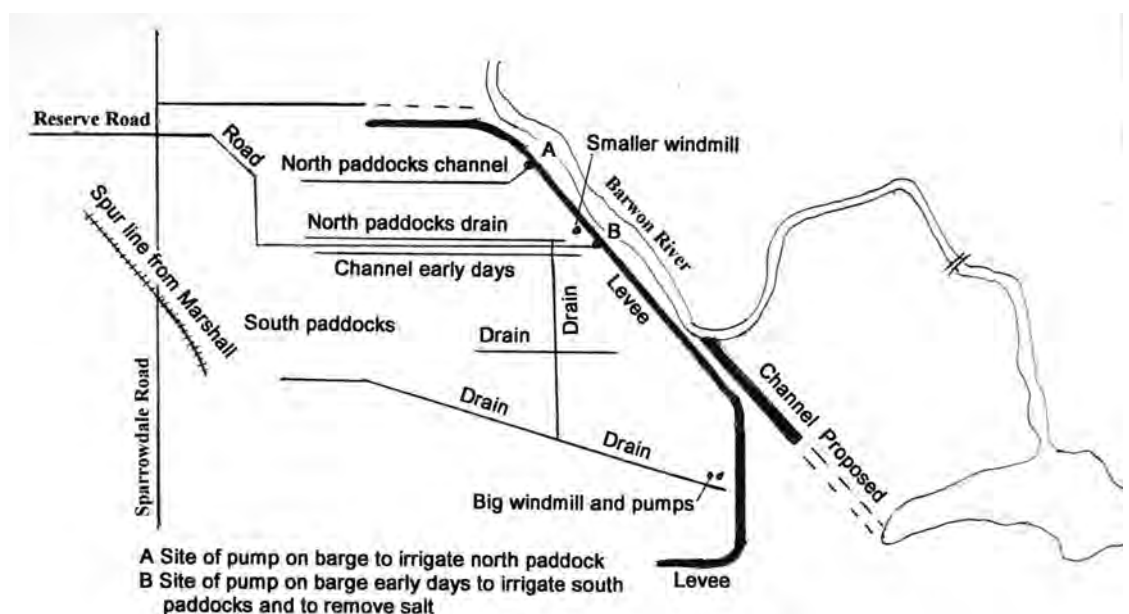 Reserve Road
Road
A
Smaller windmill
North paddocks channel
Barwon River
Spur line from Marshall
North paddocks drain
B
Channel early days
Levee
South paddocks
Drain
Drain
Channel Proposed
Drain
Drain
Sparrowdale Road
Big windmill and pumps
A Site of pump on barge to irrigate north paddock
B Site of pump on barge early days to irrigate south
paddocks and to remove salt
Levee